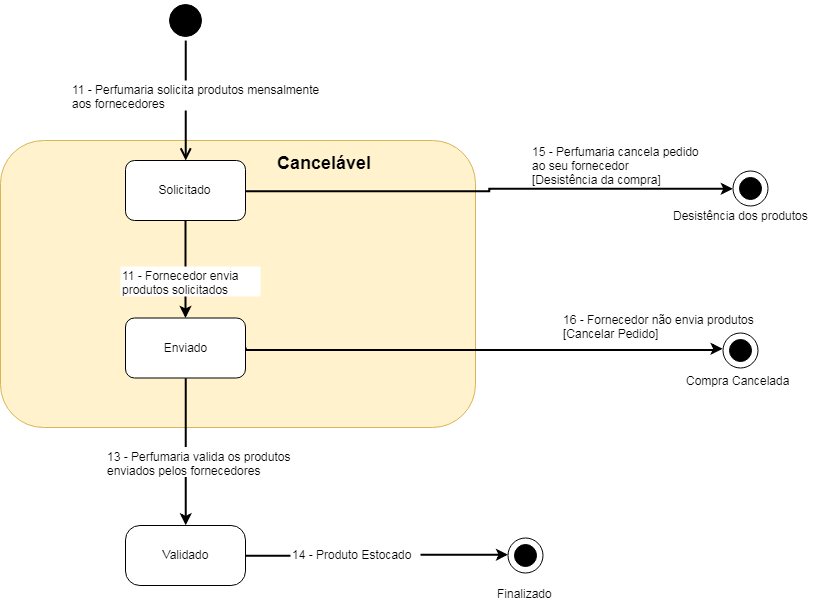 11 - Perfumaria solicita produtos mensalmente
aos fornecedores
Cancelável
15 - Perfumaria cancela pedido
ao seu fornecedor
[Desistência da compra]
Solicitado
Desistência dos produtos
11 - Fornecedor envia
produtos solicitados
16 - Fornecedor não envia produtos
[Cancelar Pedido]
Enviado
Compra Cancelada
13 - Perfumaria valida os produtos
enviados pelos fornecedores
Validado
14 - Produto Estocado
Finalizado